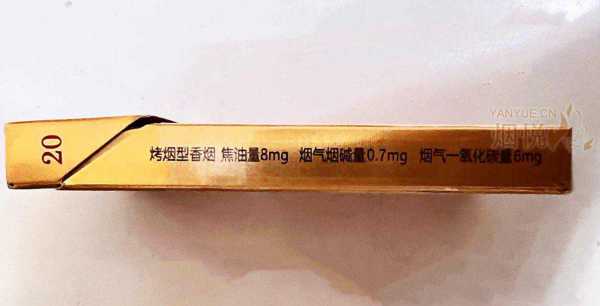 YANYUE.CN
烟悦
20
烤烟型香烟 焦油量8mg 烟气烟碱量0.7mg 烟气一氧化碳量6mg